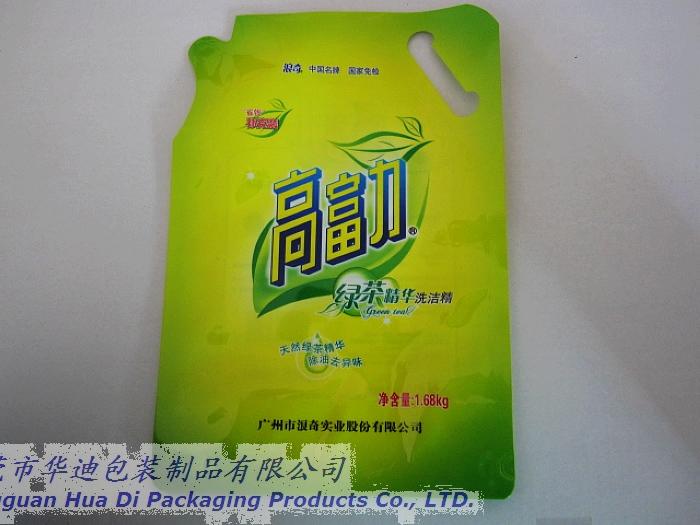 浪奇 中国名牌 国家免检
高富力®
绿茶精华洗洁精
Green tea
天然绿茶精华
除油去异味
净含量:1.68kg
广州市浪奇实业股份有限公司
莞市华迪包装制品有限公司
gguan Hua Di Packaging Products Co., LTD.